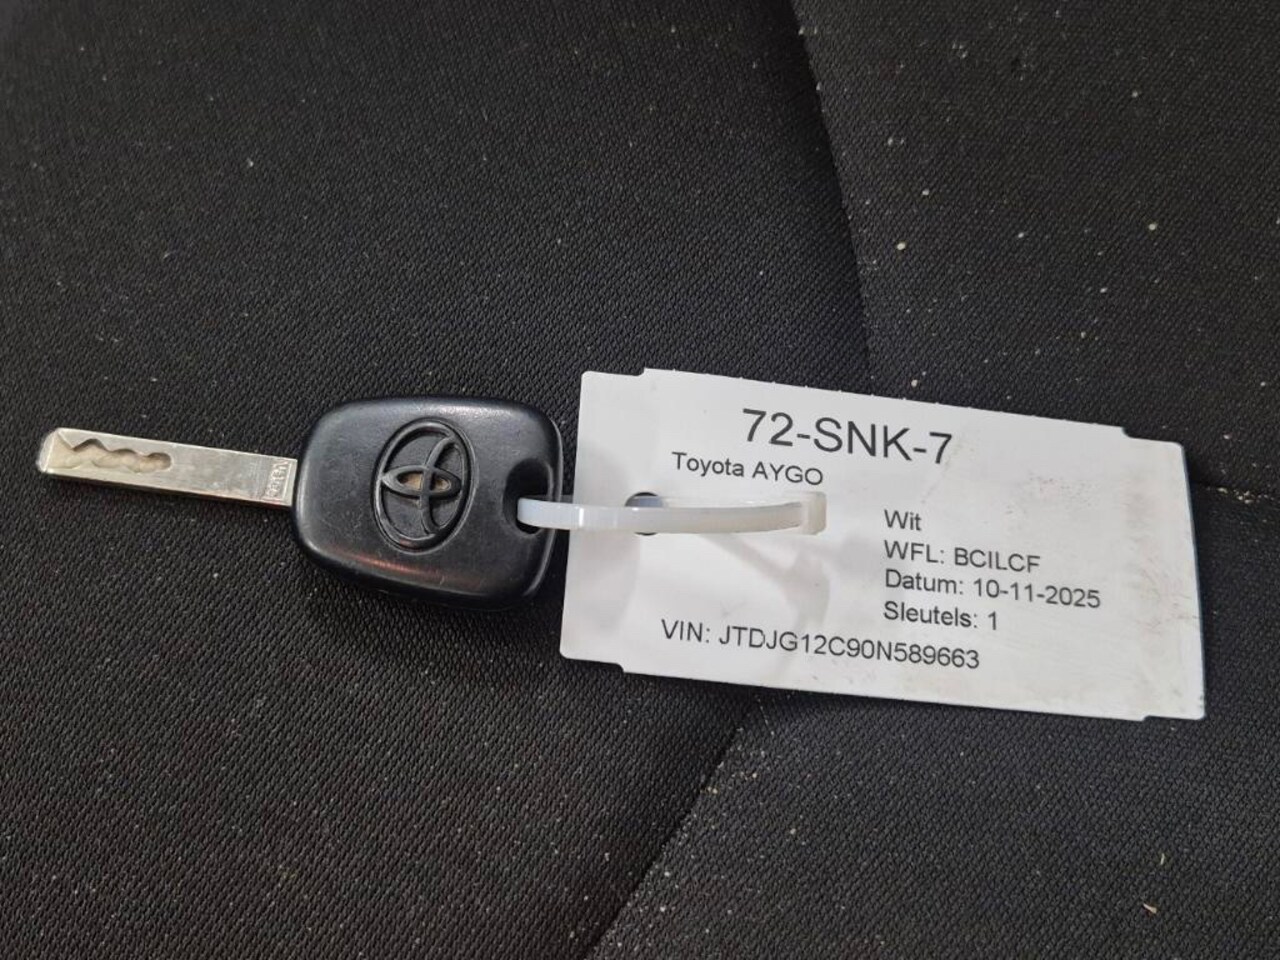 72-SNK-7
Toyota AYGO
Wit
WFL: BCILCF
Datum: 10-11-2025
Sleutels: 1
VIN: JTDJG12C90N589663